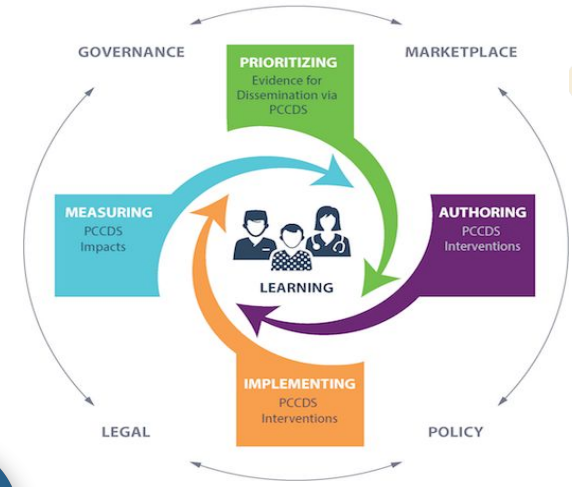 GOVERNANCE
MARKETPLACE
PRIORITIZING
Evidence for
Dissemination via
PCCDS
MEASURING
PCCDS
Impacts
AUTHORING
PCCDS
Interventions
LEARNING
IMPLEMENTING
PCCDS
Interventions
LEGAL
POLICY